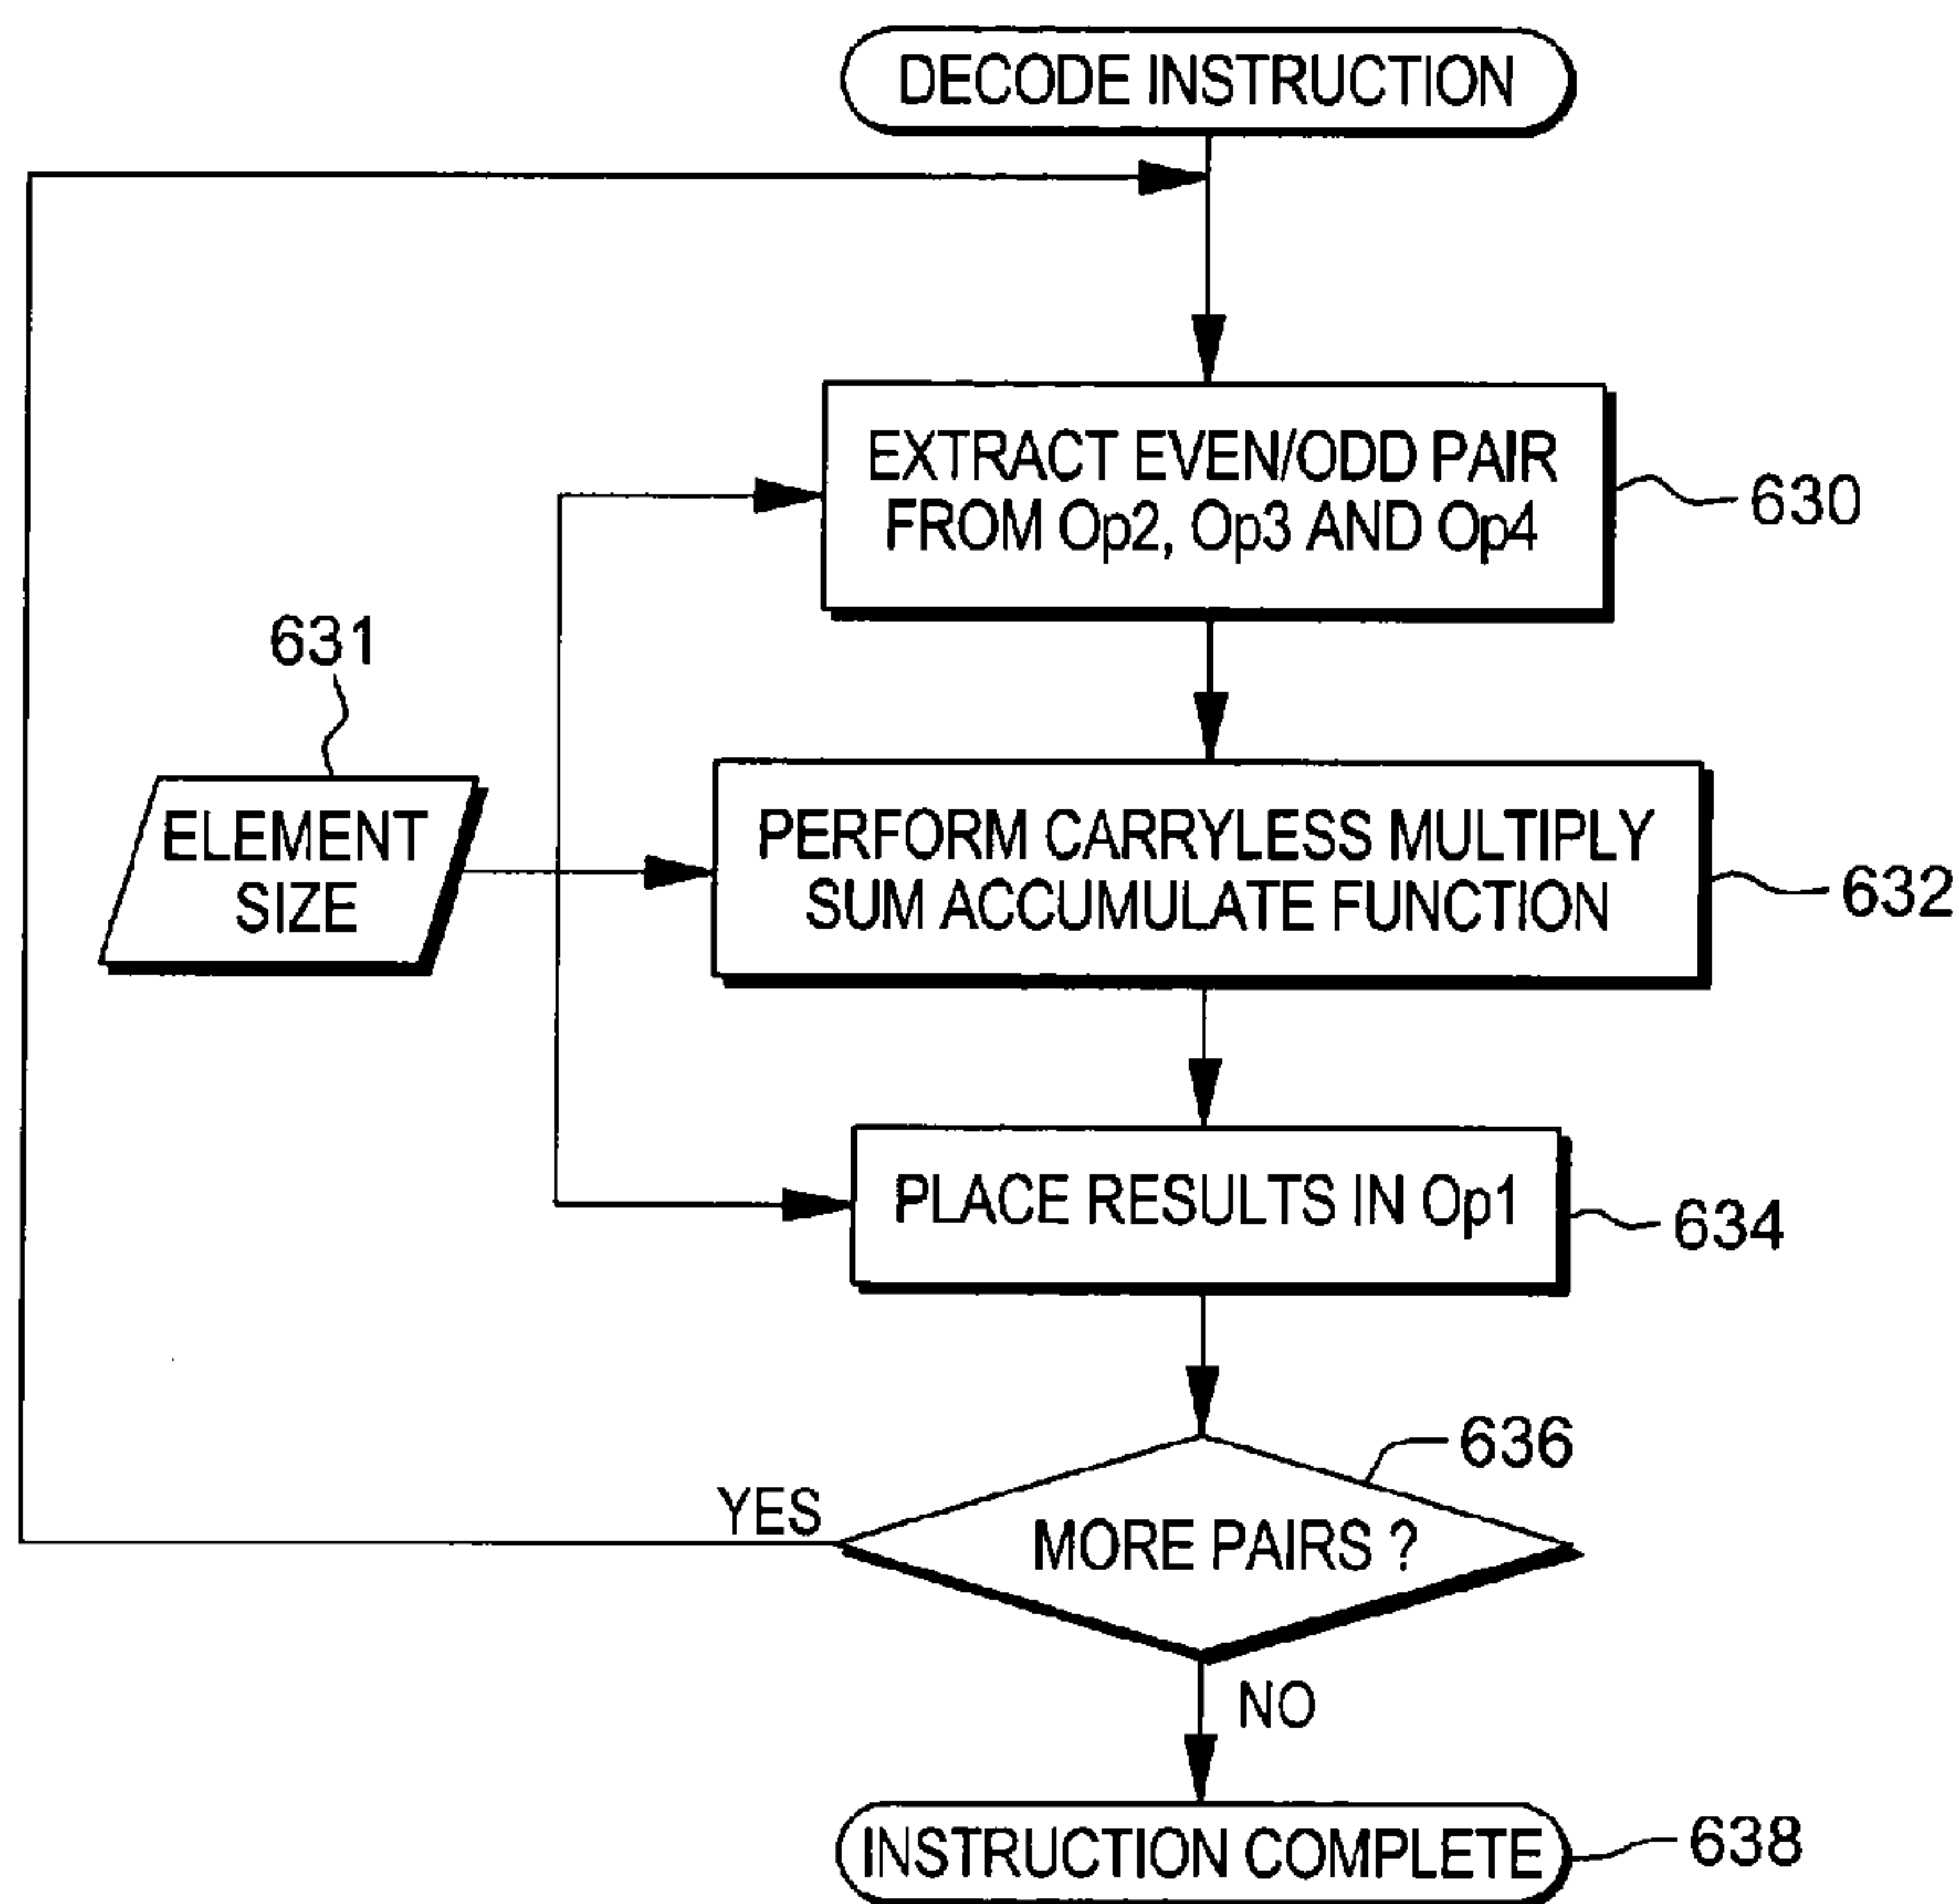 DECODE INSTRUCTION
EXTRACT EVEN/ODD PAIR
FROM Op2, Op3 AND Op4
630
631
ELEMENT
SIZE
PERFORM CARRYLESS MULTIPLY
SUM ACCUMULATE FUNCTION
632
PLACE RESULTS IN Op1
634
636
YES
MORE PAIRS ?
NO
INSTRUCTION COMPLETE
638